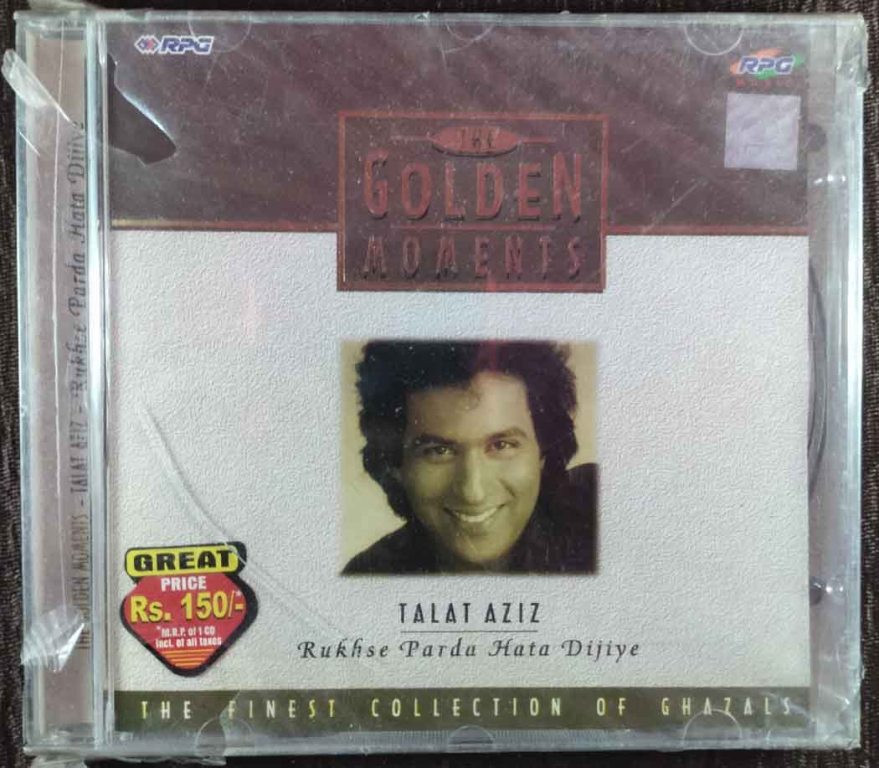 RPG
RPG
MUSIC
THE
GOLDEN
MOMENTS
TALAT AZIZ
Rukhse Parda Hata Dijiye
THE FINEST COLLECTION OF GHAZALS
GREAT
PRICE
Rs. 150/-*
*M.R.P. of 1 CD
incl. of all taxes
THE GOLDEN MOMENTS - TALAT AZIZ - Rukhse Parda Hata Dijiye